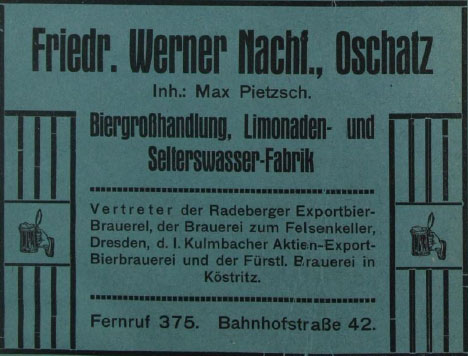 Friedr. Werner Nachf., Oschatz
Inh.: Max Pietzsch.
Biergroßhandlung, Limonaden- und
Selterswasser-Fabrik
Vertreter der Radeberger Exportbier-
Brauerei, der Brauerei zum Felsenkeller,
Dresden, d. I. Kulmbacher Aktien-Export-
Bierbrauerei und der Fürstl. Brauerei in
Köstritz.
Fernruf 375. Bahnhofstraße 42.